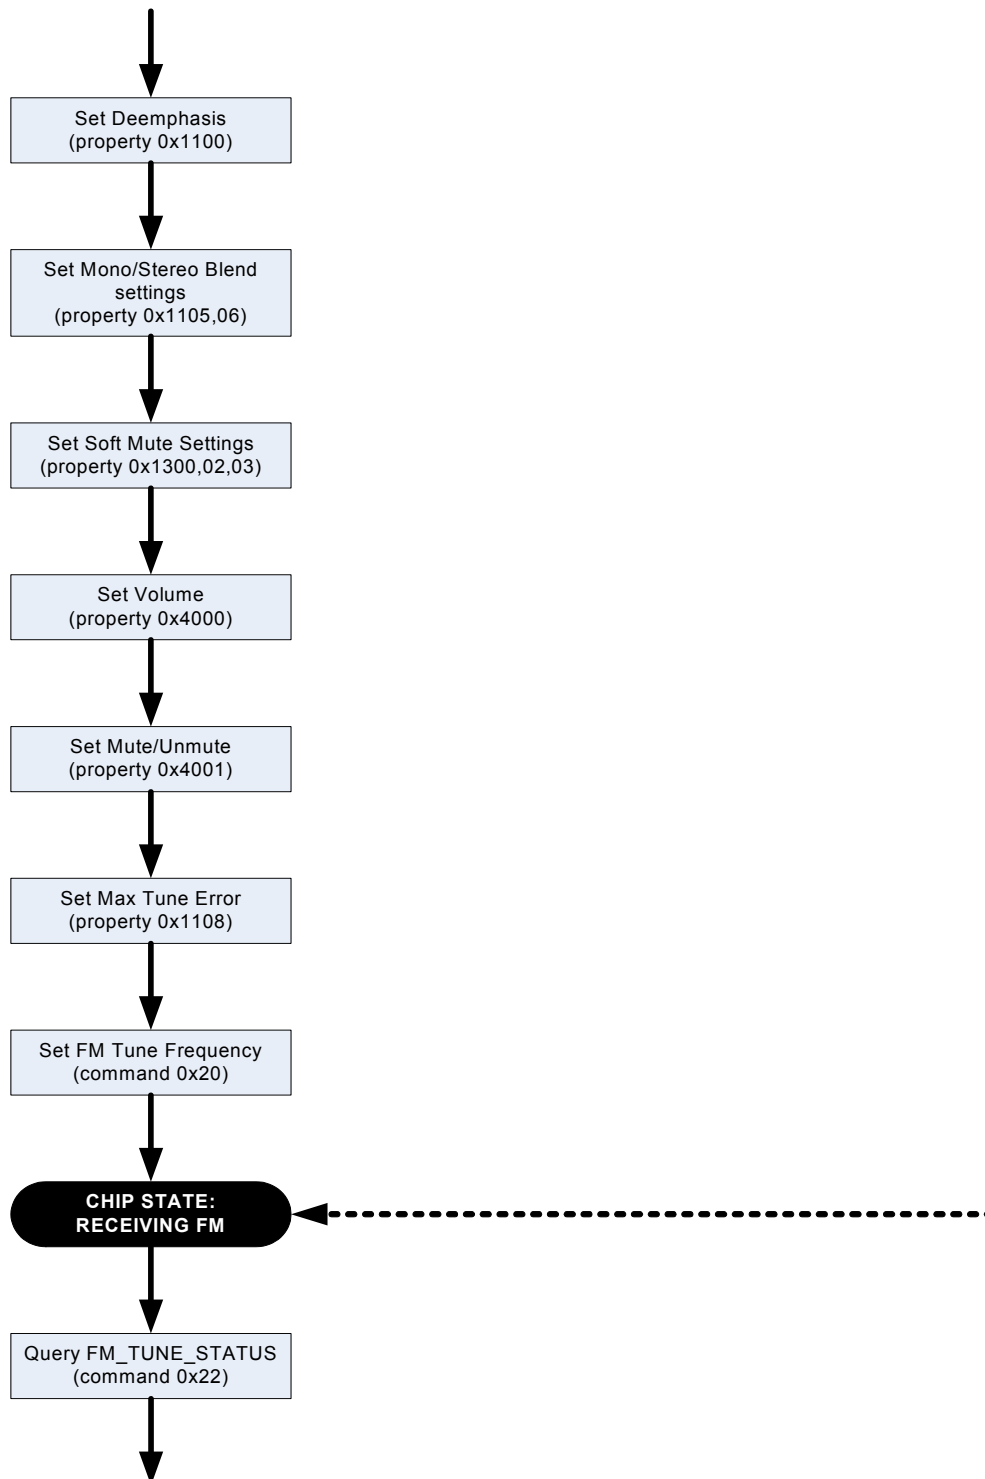 Set Deemphasis
(property 0x1100)
Set Mono/Stereo Blend
settings
(property 0x1105,06)
Set Soft Mute Settings
(property 0x1300,02,03)
Set Volume
(property 0x4000)
Set Mute/Unmute
(property 0x4001)
Set Max Tune Error
(property 0x1108)
Set FM Tune Frequency
(command 0x20)
CHIP STATE:
RECEIVING FM
Query FM_TUNE_STATUS
(command 0x22)